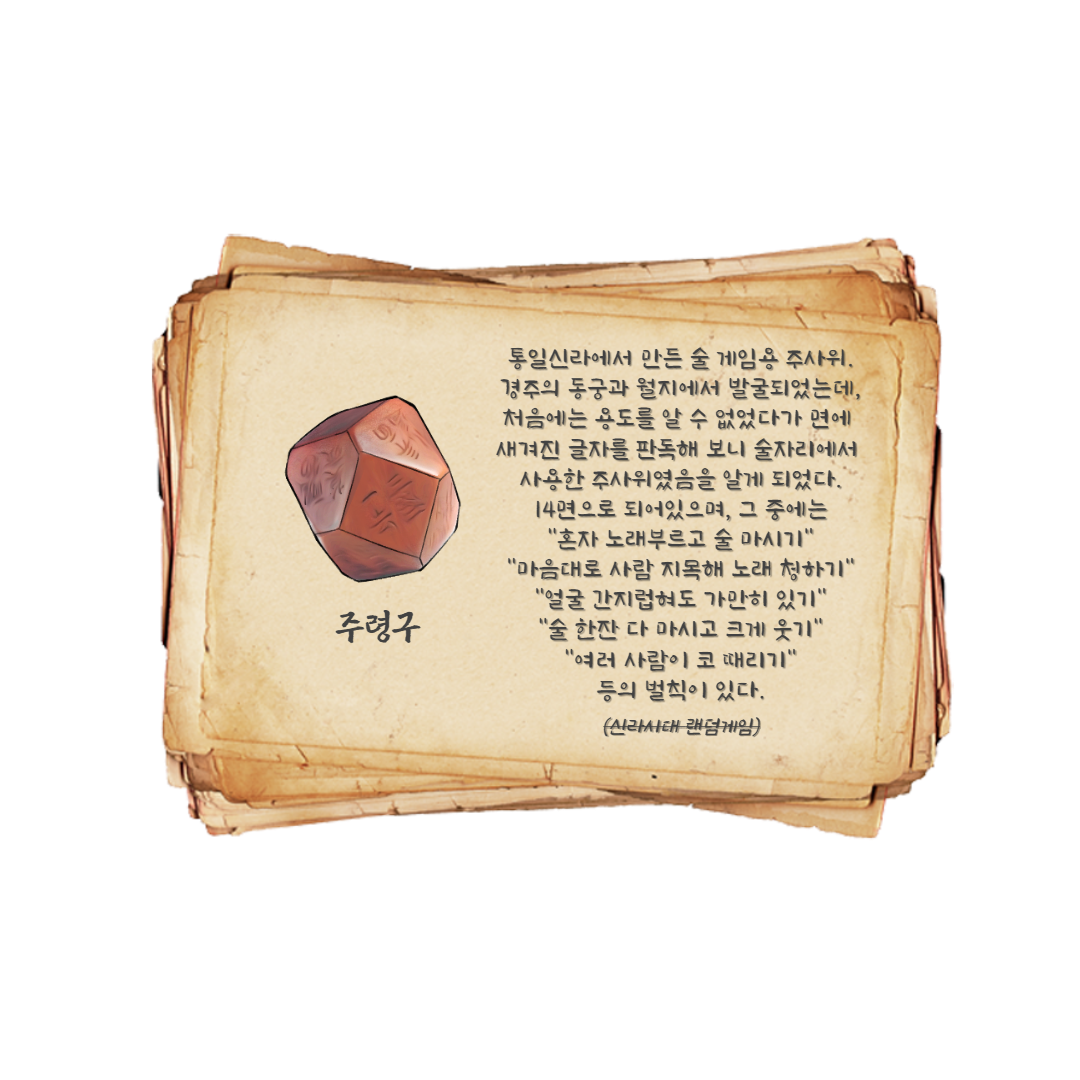 통일신라에서 만든 술 게임용 주사위.
경주의 동궁과 월지에서 발굴되었는데,
처음에는 용도를 알 수 없었다가 면에
새겨진 글자를 판독해 보니 술자리에서
사용한 주사위였음을 알게 되었다.
14면으로 되어있으며, 그 중에는
"혼자 노래부르고 술 마시기"
"마음대로 사람 지목해 노래 청하기"
"얼굴 간지럽혀도 가만히 있기"
"술 한잔 다 마시고 크게 웃기"
"여러 사람이 코 때리기"
등의 벌칙이 있다.
(신라시대 랜덤게임)
주령구